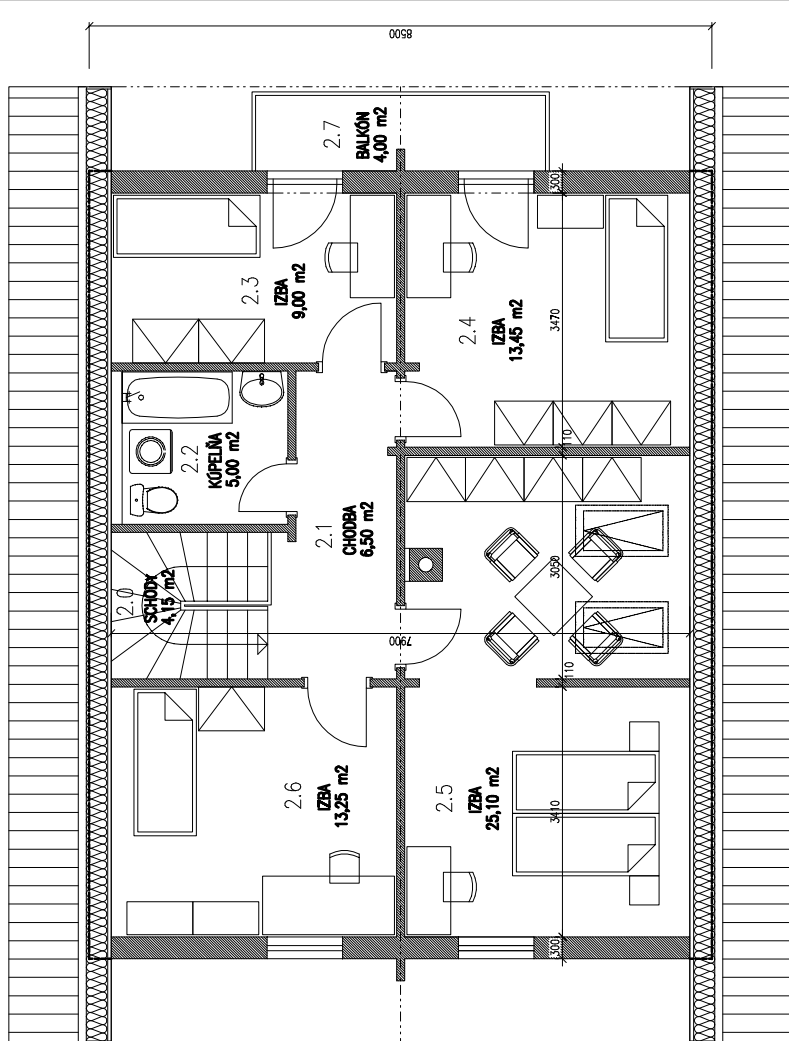 8500
2.7
BALKÓN
4,00 m2
300
2.3
IZBA
9,00 m2
2.4
IZBA
13,45 m2
3470
110
2.2
KÚPELŇA
5,00 m2
2.1
CHODBA
6,50 m2
3050
2.0
SCHODY
4,15 m2
7900
110
2.6
IZBA
13,25 m2
2.5
IZBA
25,10 m2
3410
300